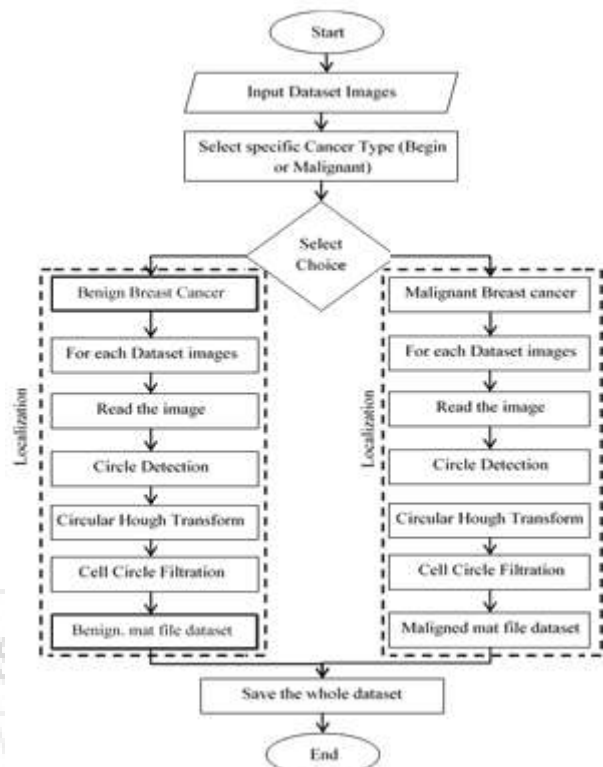 Start
Input Dataset Images
Select specific Cancer Type (Begin
or Malignant)
Select
Choice
Localization
Benign Breast Cancer
For each Dataset images
Read the image
Circle Detection
Circular Hough Transform
Cell Circle Filtration
Benign. mat file dataset
Localization
Malignant Breast cancer
For each Dataset images
Read the image
Circle Detection
Circular Hough Transform
Cell Circle Filtration
Maligned mat file dataset
Save the whole dataset
End